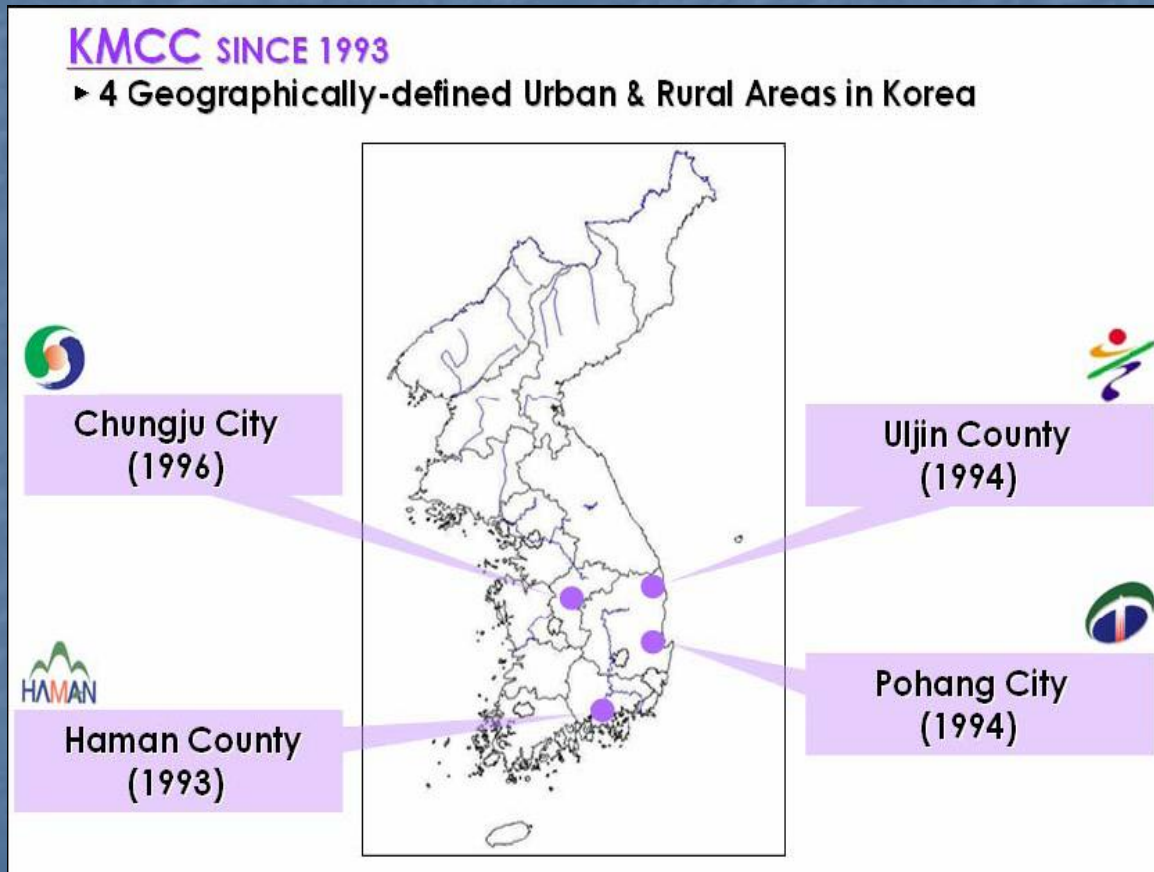 KMCC SINCE 1993
▸ 4 Geographically-defined Urban & Rural Areas in Korea
Chungju City
(1996)
Uljin County
(1994)
HAMAN
Haman County
(1993)
Pohang City
(1994)